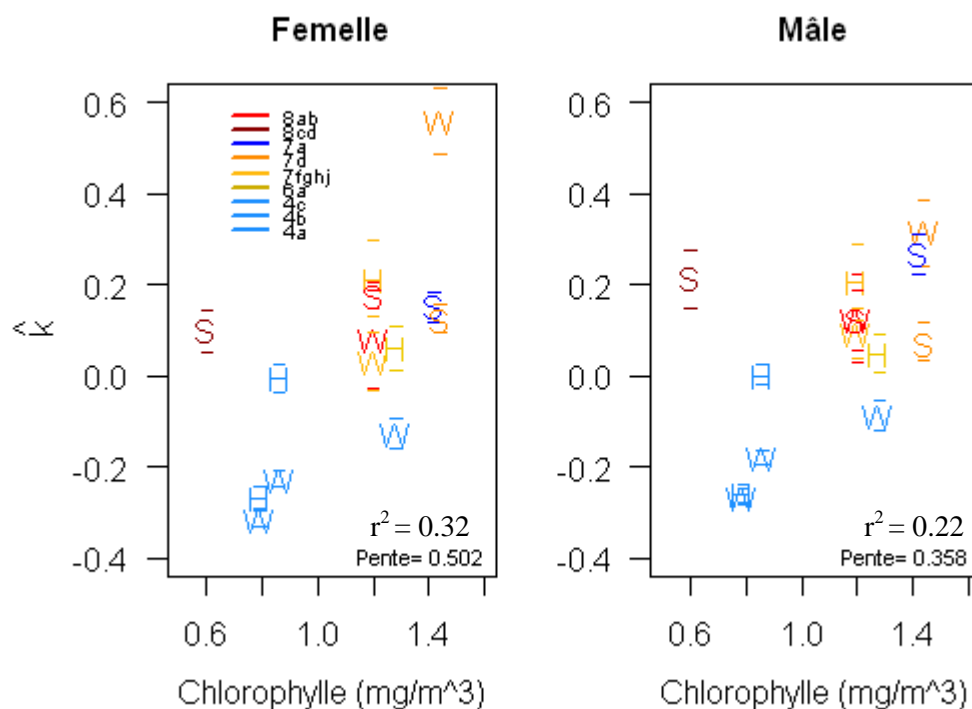 Femelle
0.6
0.4
0.2
0.0
-0.2
-0.4
k̂
8ab
8cd
7a
7d
7fghj
6a
4c
4b
4a
W
S
H
S
S
S
W
W
H
H
W
W
H
W
r² = 0.32
Pente= 0.502
0.6
1.0
1.4
Chlorophylle (mg/m^3)
Mâle
0.6
0.4
0.2
0.0
-0.2
-0.4
S
W
S
H
W
S
W
S
H
H
W
W
H
W
r² = 0.22
Pente= 0.358
0.6
1.0
1.4
Chlorophylle (mg/m^3)